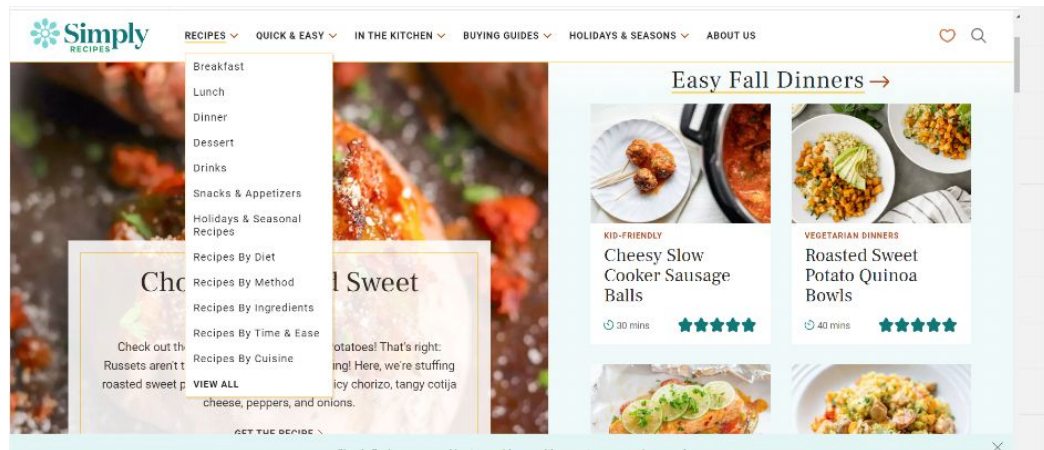 Simply
RECIPES
RECIPES
QUICK & EASY
IN THE KITCHEN
BUYING GUIDES
HOLIDAYS & SEASONS
ABOUT US
Breakfast
Lunch
Dinner
Dessert
Drinks
Snacks & Appetizers
Holidays & Seasonal
Recipes
Recipes By Diet
Recipes By Method
Recipes By Ingredients
Recipes By Time & Ease
Recipes By Cuisine
VIEW ALL
Sweet
Check out
otatoes! That's right:
Russets aren't
ing! Here, we're stuffing
roasted sweet
icy chorizo, tangy cotija
cheese, peppers, and onions.
GET THE RECIPE >
Easy Fall Dinners →
KID-FRIENDLY
Cheesy Slow
Cooker Sausage
Balls
30 mins
VEGETARIAN DINNERS
Roasted Sweet
Potato Quinoa
Bowls
40 mins